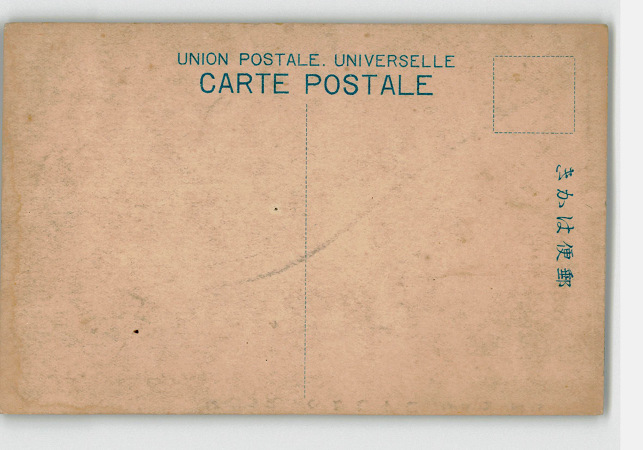 UNION POSTALE. UNIVERSELLE
CARTE POSTALE
きかは便郵